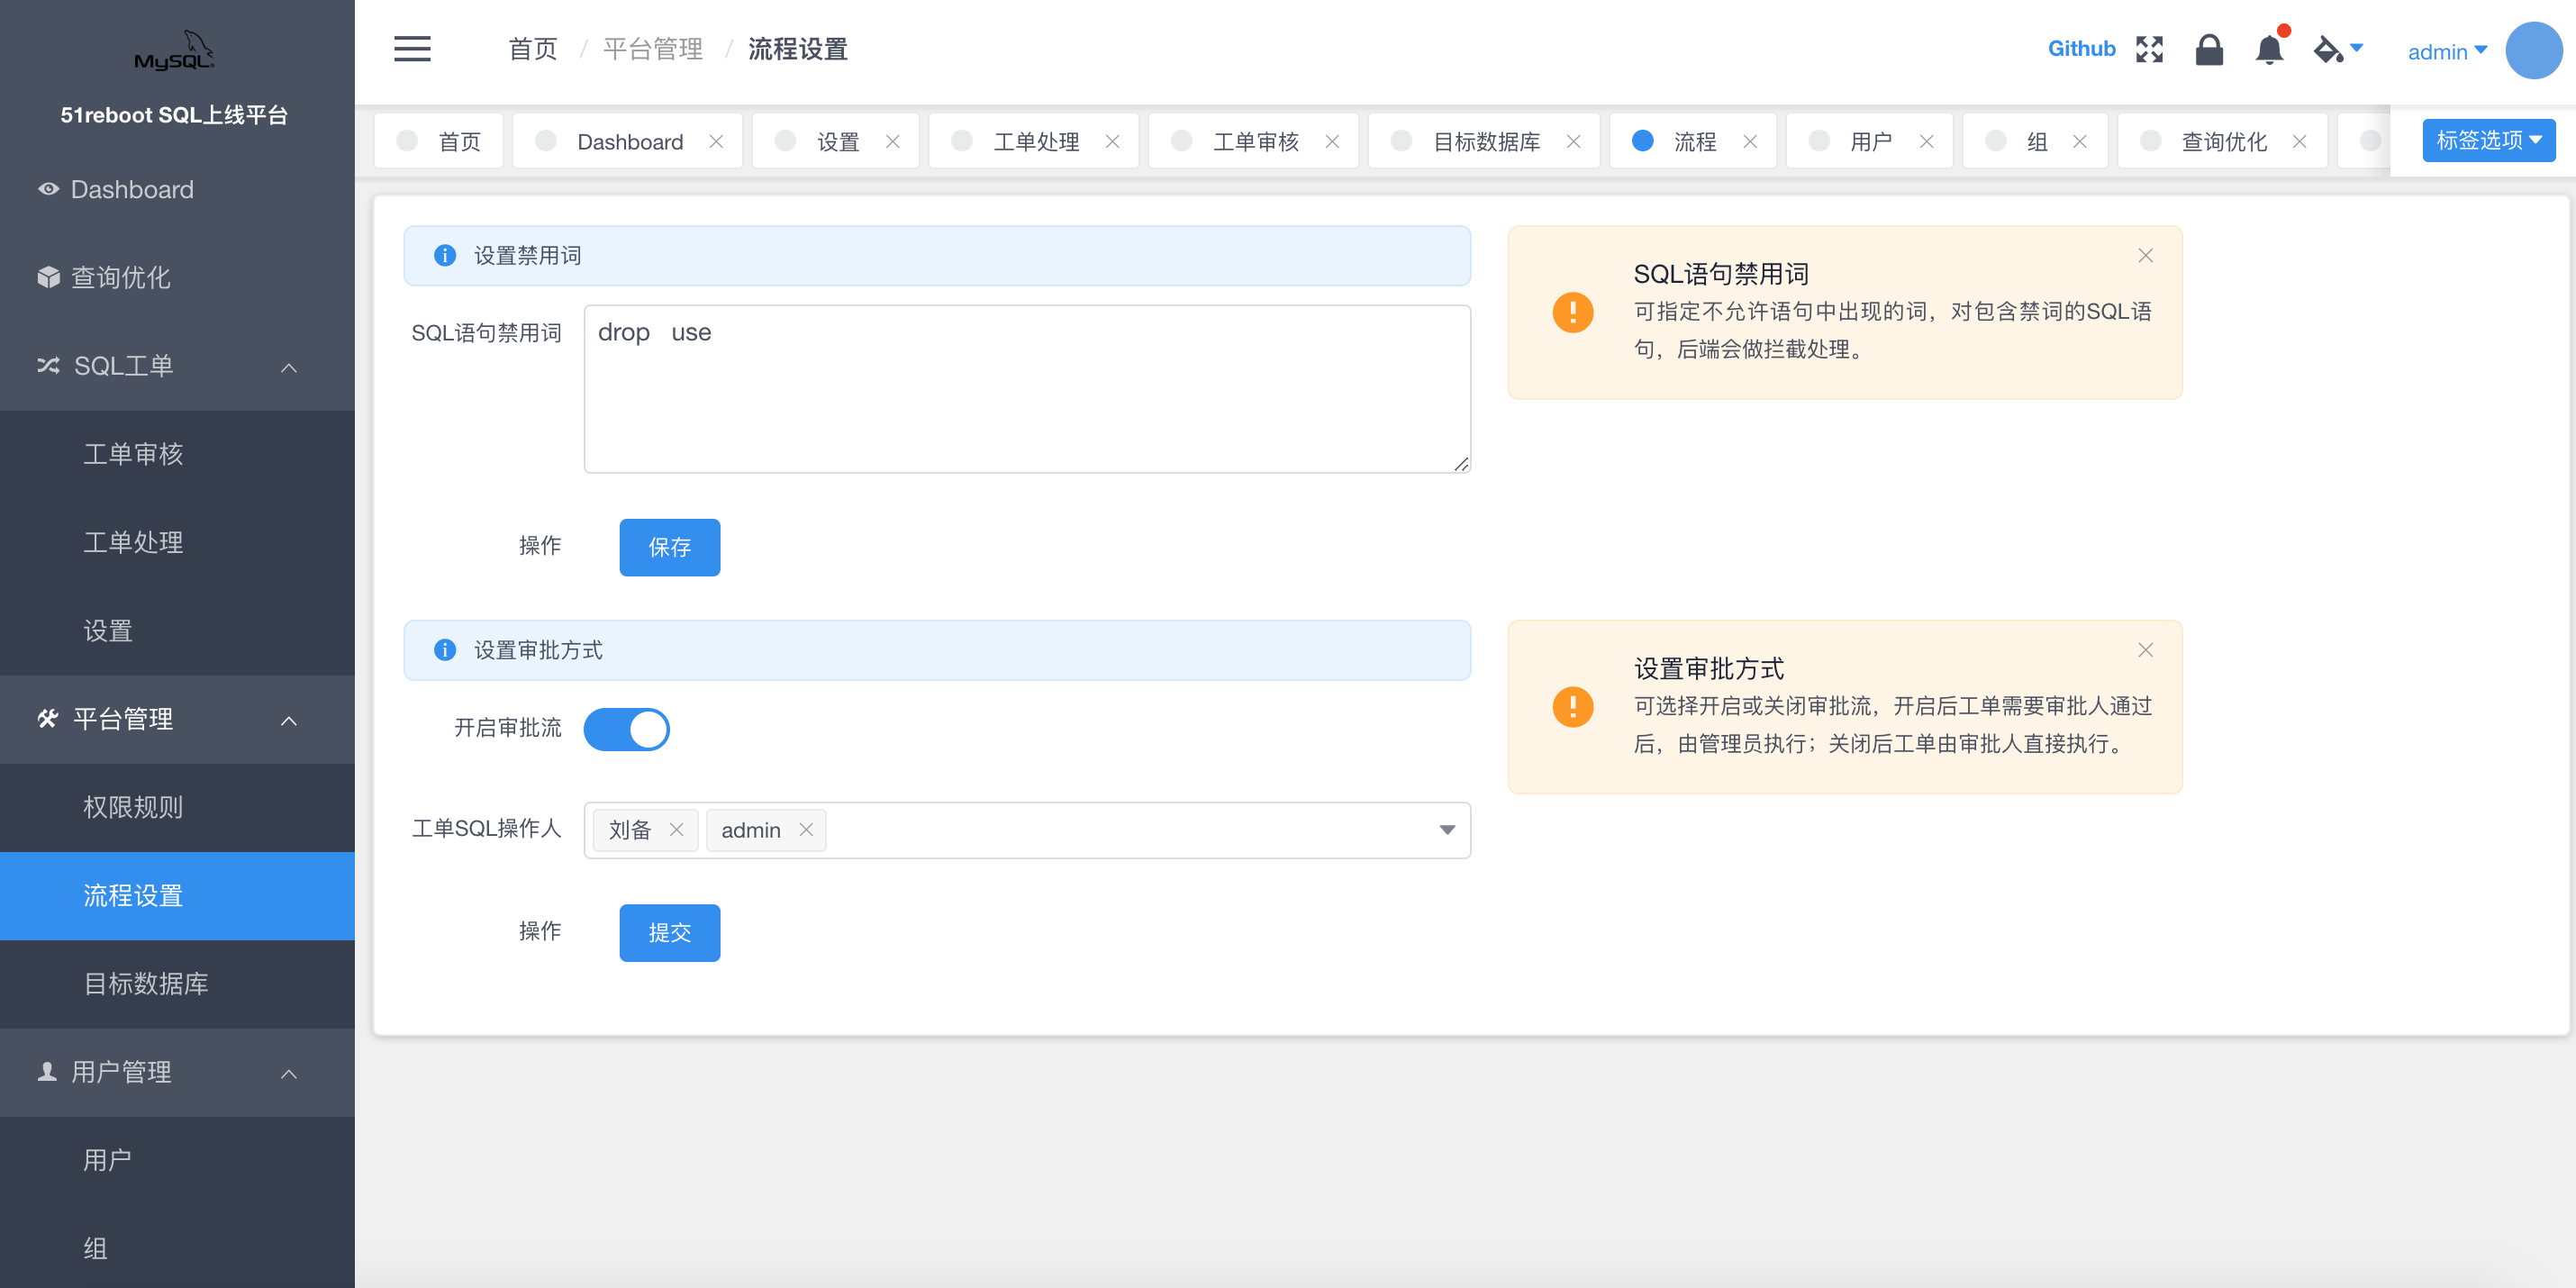 MySQL
51reboot SQL上线平台
Dashboard
查询优化
SQL工单
工单审核
工单处理
设置
平台管理
权限规则
流程设置
目标数据库
用户管理
用户
组
首页 / 平台管理 / 流程设置
Github
admin
首页
Dashboard
设置
工单处理
工单审核
目标数据库
流程
用户
组
查询优化
标签选项
设置禁用词
SQL语句禁用词
drop use
操作
保存
SQL语句禁用词
可指定不允许语句中出现的词，对包含禁词的SQL语
句，后端会做拦截处理。
设置审批方式
开启审批流
工单SQL操作人
刘备
admin
操作
提交
设置审批方式
可选择开启或关闭审批流，开启后工单需要审批人通过
后，由管理员执行；关闭后工单由审批人直接执行。